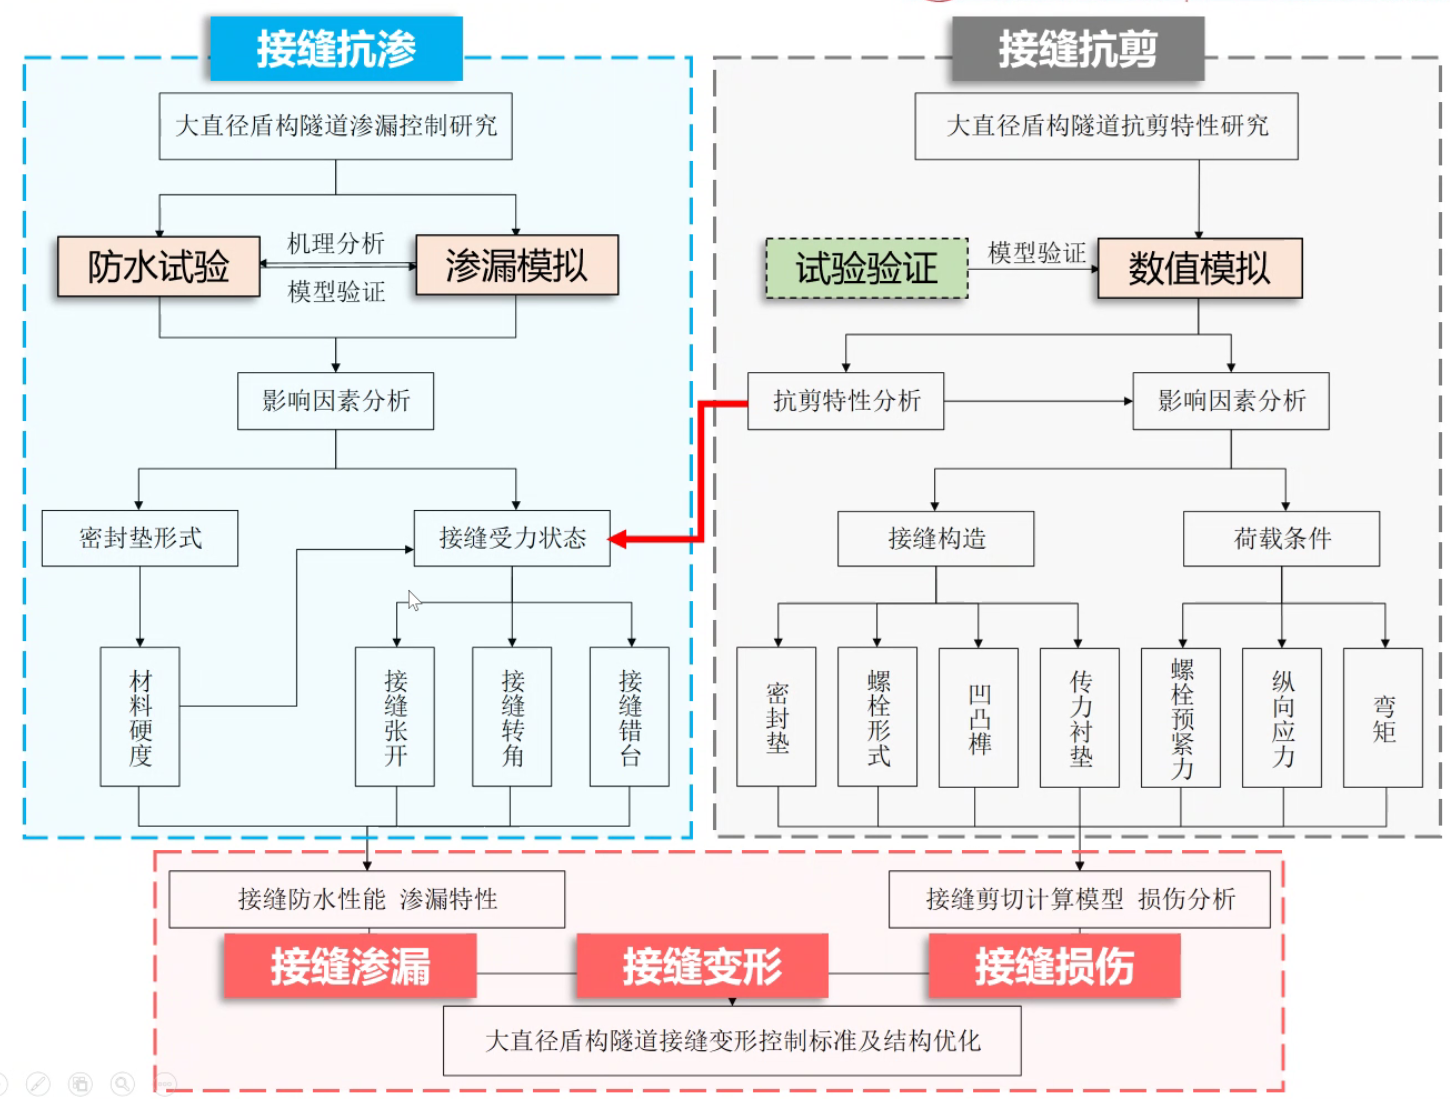 接缝抗渗
大直径盾构隧道渗漏控制研究
防水试验
机理分析
模型验证
渗漏模拟
影响因素分析
密封垫形式
接缝受力状态
材料硬度
接缝张开
接缝转角
接缝错台
接缝抗剪
大直径盾构隧道抗剪特性研究
试验验证
模型验证
数值模拟
抗剪特性分析
影响因素分析
接缝构造
荷载条件
密封垫
螺栓形式
凹凸榫
传力衬垫
螺栓预紧力
纵向应力
弯矩
接缝防水性能 渗漏特性
接缝剪切计算模型 损伤分析
接缝渗漏
接缝变形
接缝损伤
大直径盾构隧道接缝变形控制标准及结构优化